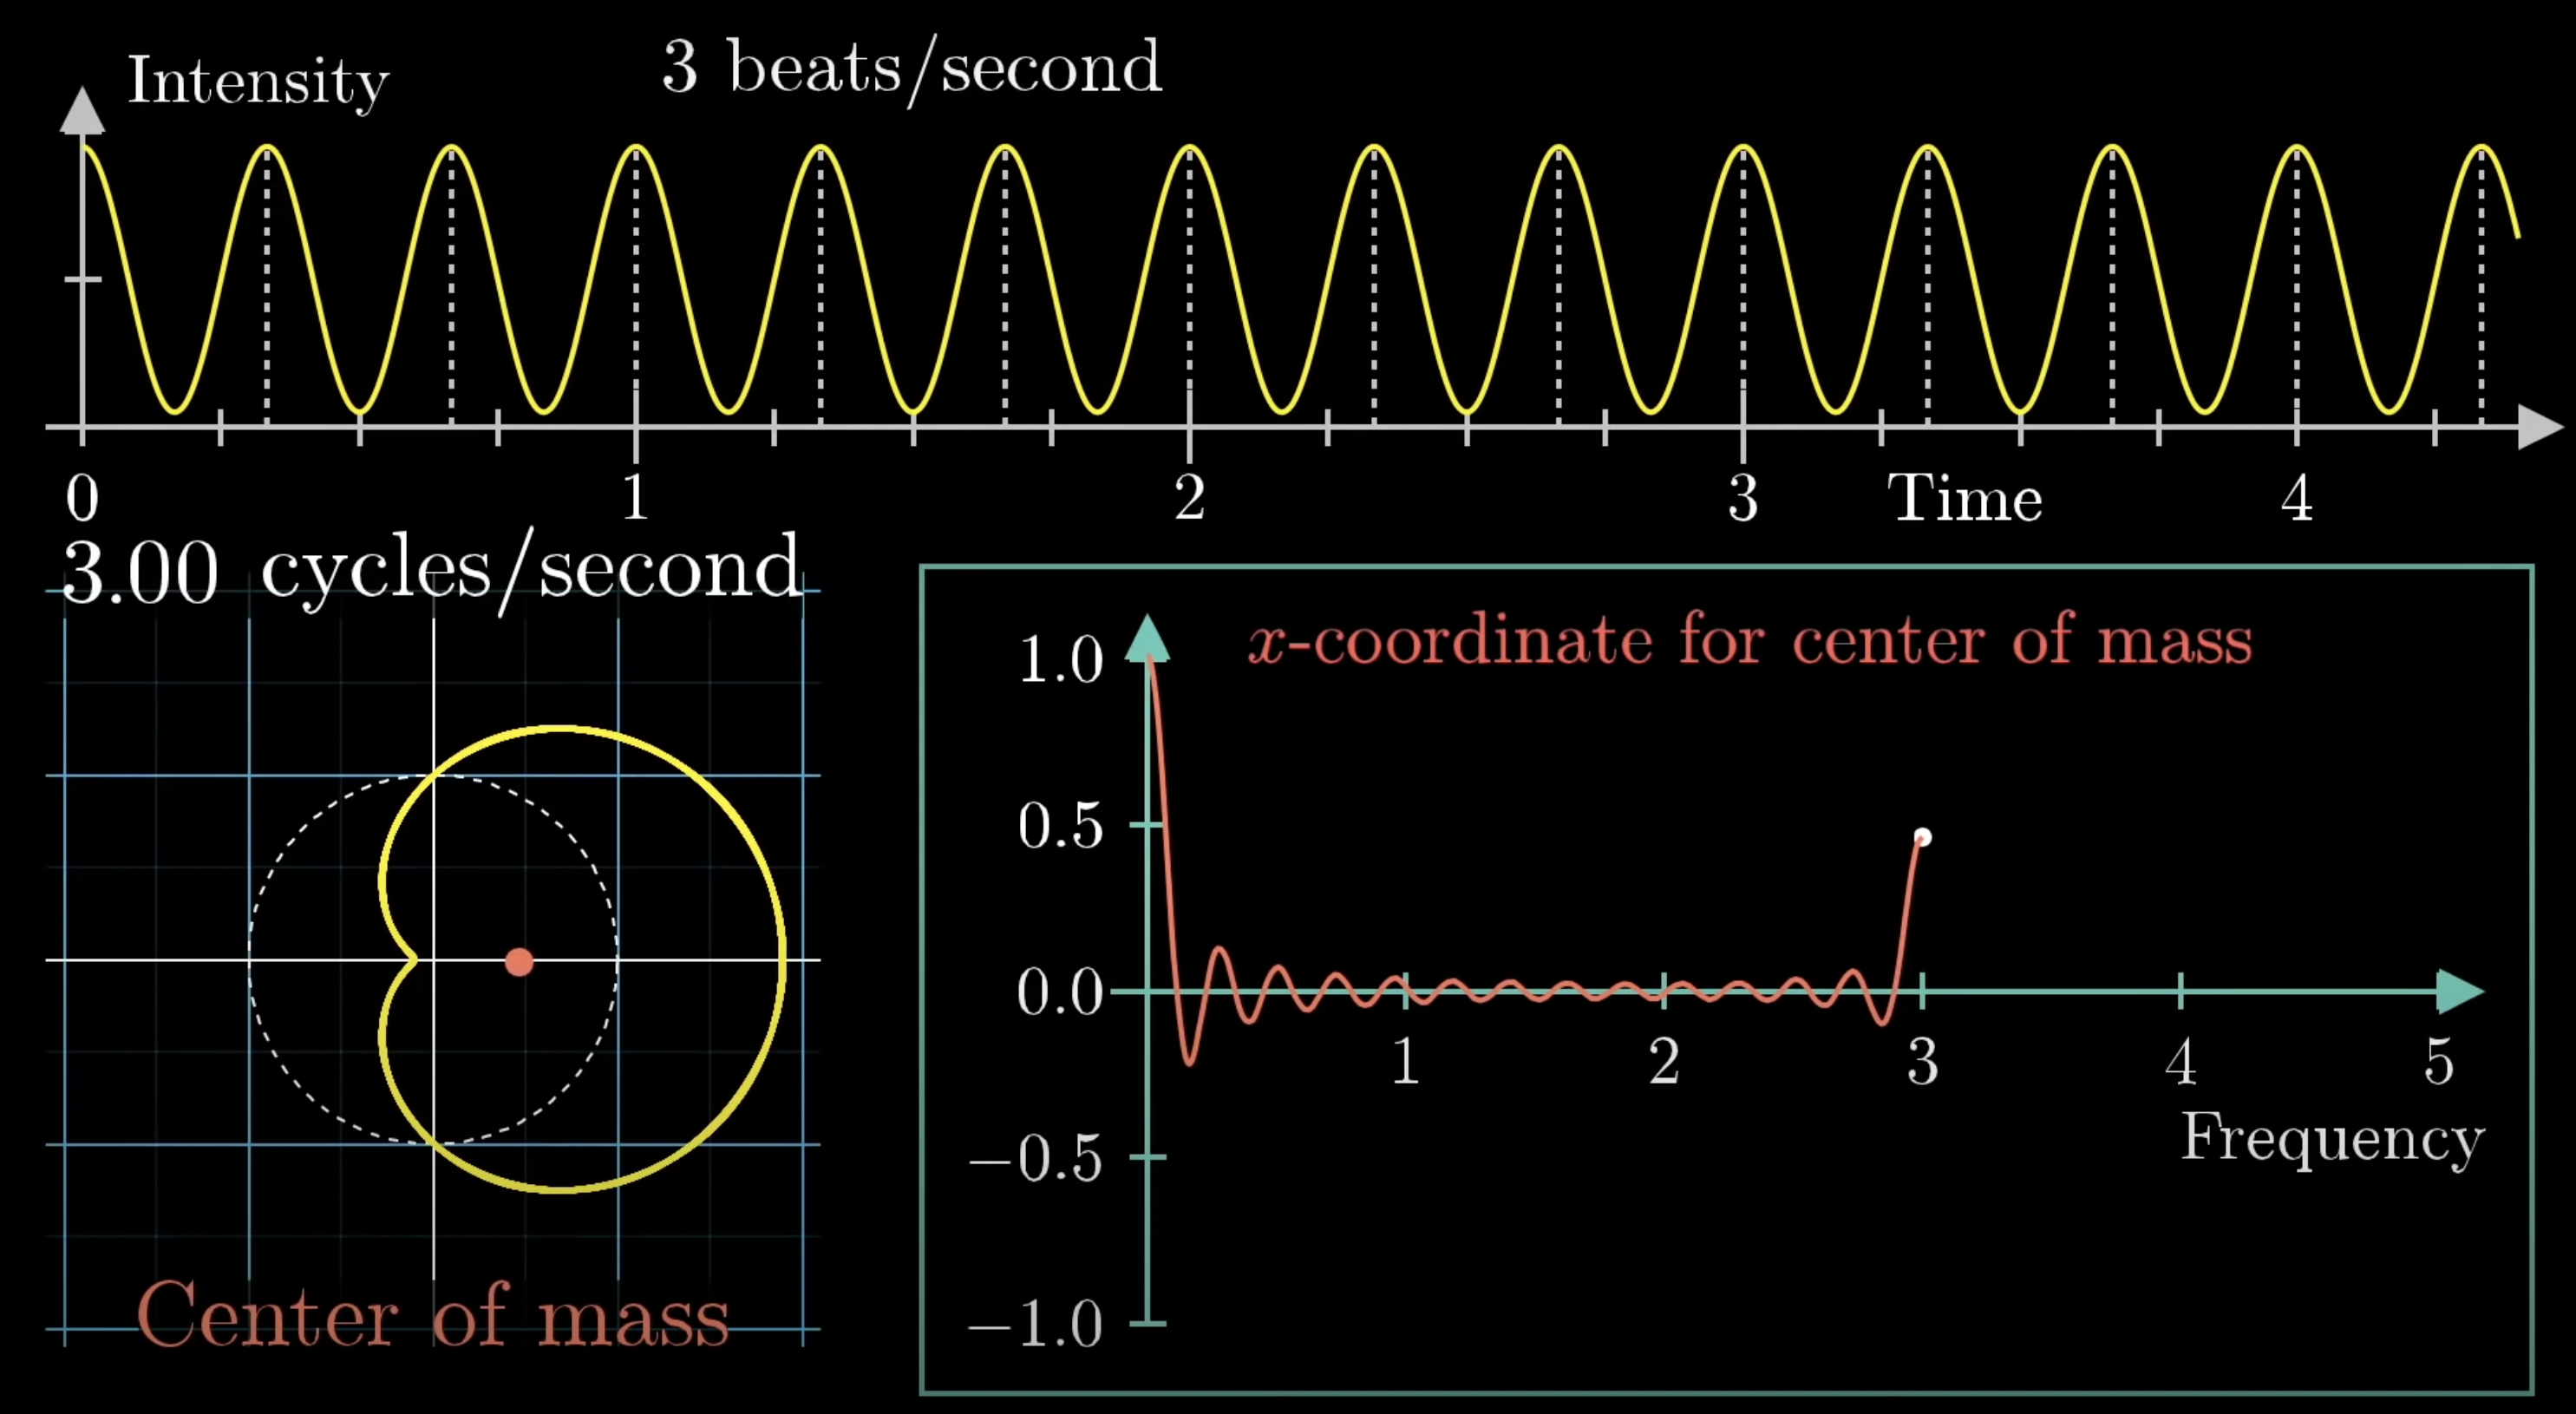 Intensity
3 beats/second
0 1 2 3 Time 4
3.00 cycles/second
Center of mass
x-coordinate for center of mass
1.0
0.5
0.0
1 2 3 4 5
Frequency
−0.5
−1.0